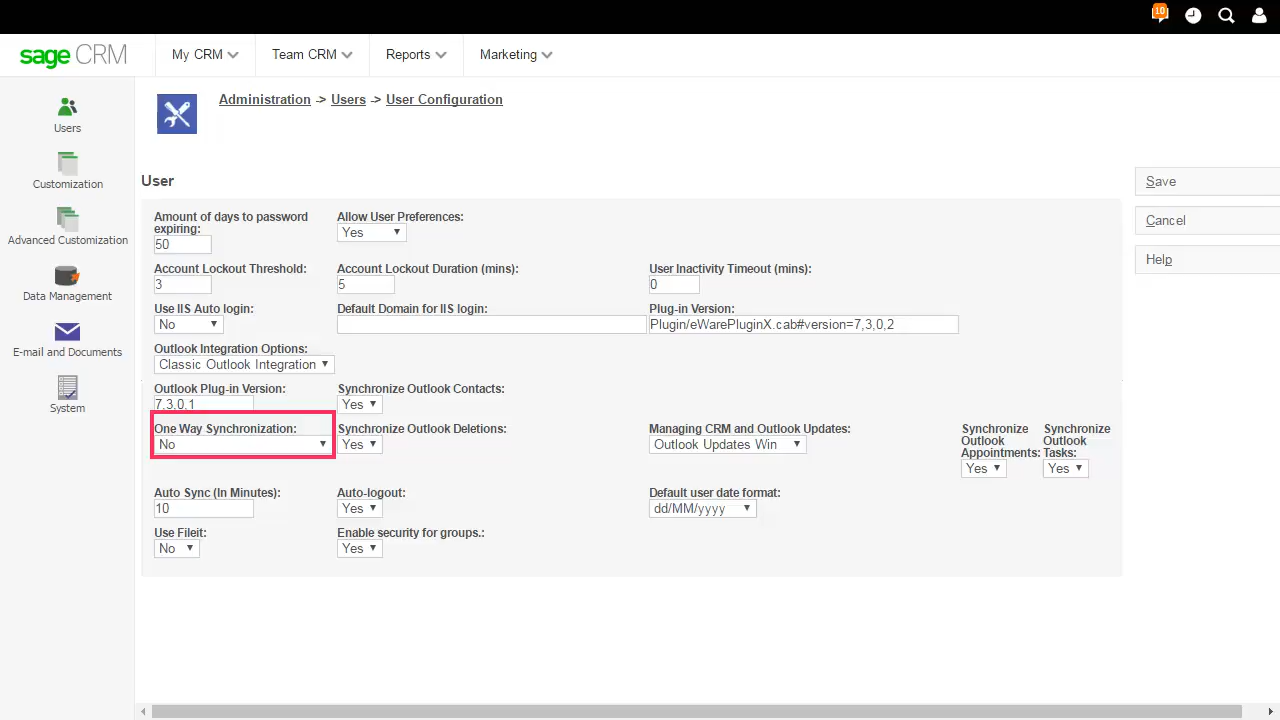 10
sage CRM
My CRM
Team CRM
Reports
Marketing
Administration -> Users -> User Configuration
Users
Customization
Advanced Customization
Data Management
E-mail and Documents
System
User
Amount of days to password
expiring:
50
Allow User Preferences:
Yes
Account Lockout Threshold:
3
Account Lockout Duration (mins):
5
User Inactivity Timeout (mins):
0
Use IIS Auto login:
No
Default Domain for IIS login:
Plug-in Version:
Plugin/eWarePluginX.cab#version=7,3,0,2
Outlook Integration Options:
Classic Outlook Integration
Outlook Plug-in Version:
7,3,0,1
Synchronize Outlook Contacts:
Yes
One Way Synchronization:
No
Synchronize Outlook Deletions:
Yes
Managing CRM and Outlook Updates:
Outlook Updates Win
Synchronize
Outlook
Appointments:
Yes
Synchronize
Outlook
Tasks:
Yes
Auto Sync (In Minutes):
10
Auto-logout:
Yes
Default user date format:
dd/MM/yyyy
Use Fileit:
No
Enable security for groups.:
Yes
Save
Cancel
Help